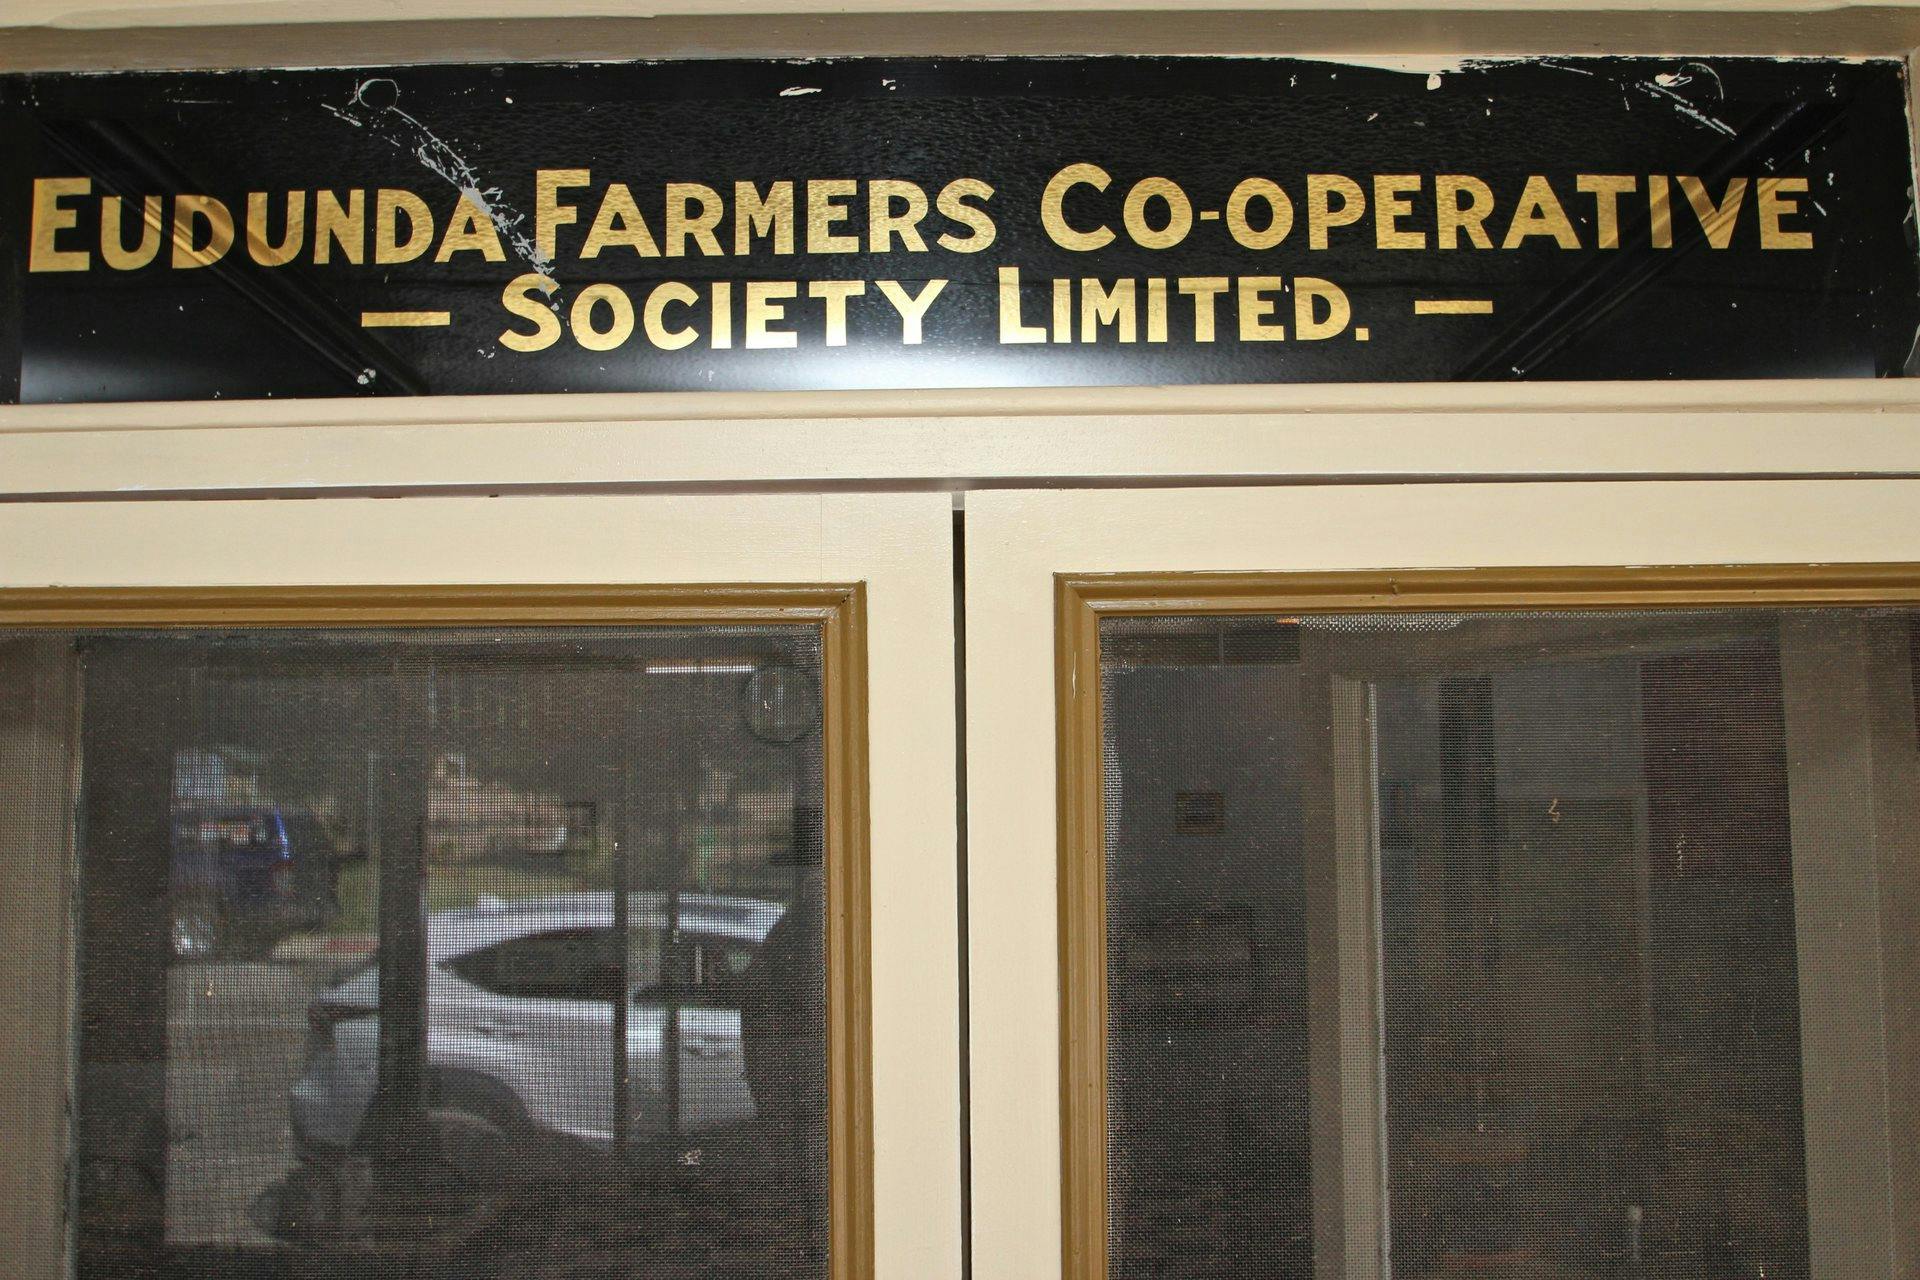 EUDUNDA FARMERS CO-OPERATIVE
— SOCIETY LIMITED. —